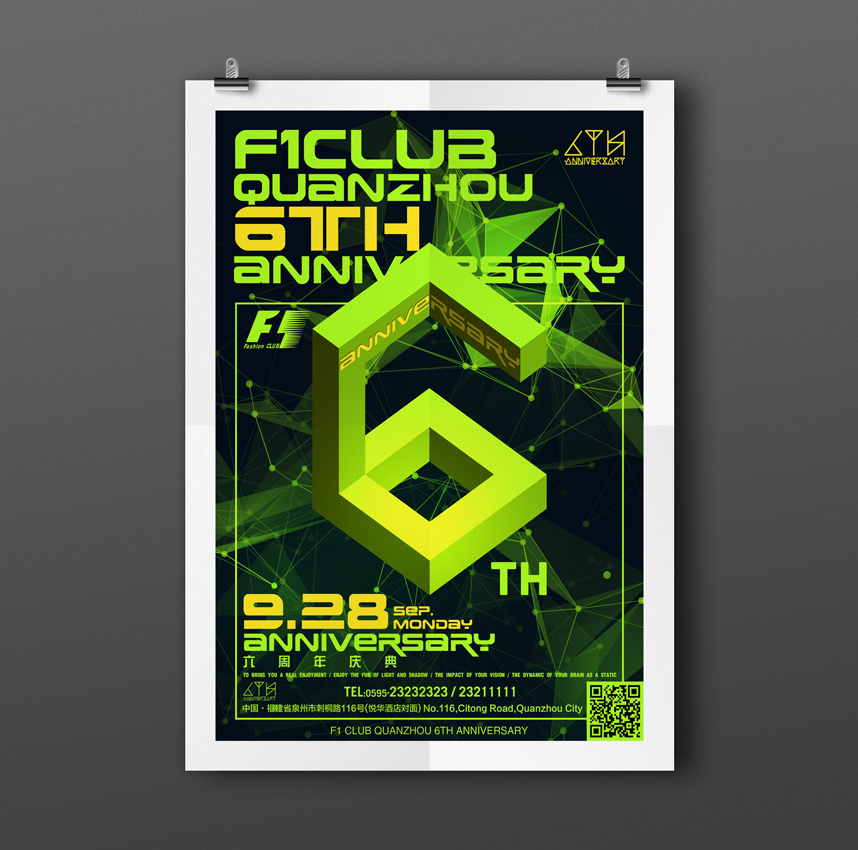 F1CLUB
6TH
ANNIVERSARY
QUANZHOU
6TH
ANNIVERSARY
F1
Fashion CLUB
ANNIVERSARY
TH
9.28 SEP.
MONDAY
ANNIVERSARY
六周年庆典
TO BRING YOU A REAL ENJOYMENT / ENJOY THE FUN OF LIGHT AND SHADOW / THE IMPACT OF YOUR VISION / THE DYNAMIC OF YOUR BRAIN AS A STATIC
6TH
ANNIVERSARY
TEL:0595-23232323 / 23211111
中国·福建省泉州市刺桐路116号(悦华酒店对面) No.116,Citong Road,Quanzhou City
F1 CLUB QUANZHOU 6TH ANNIVERSARY